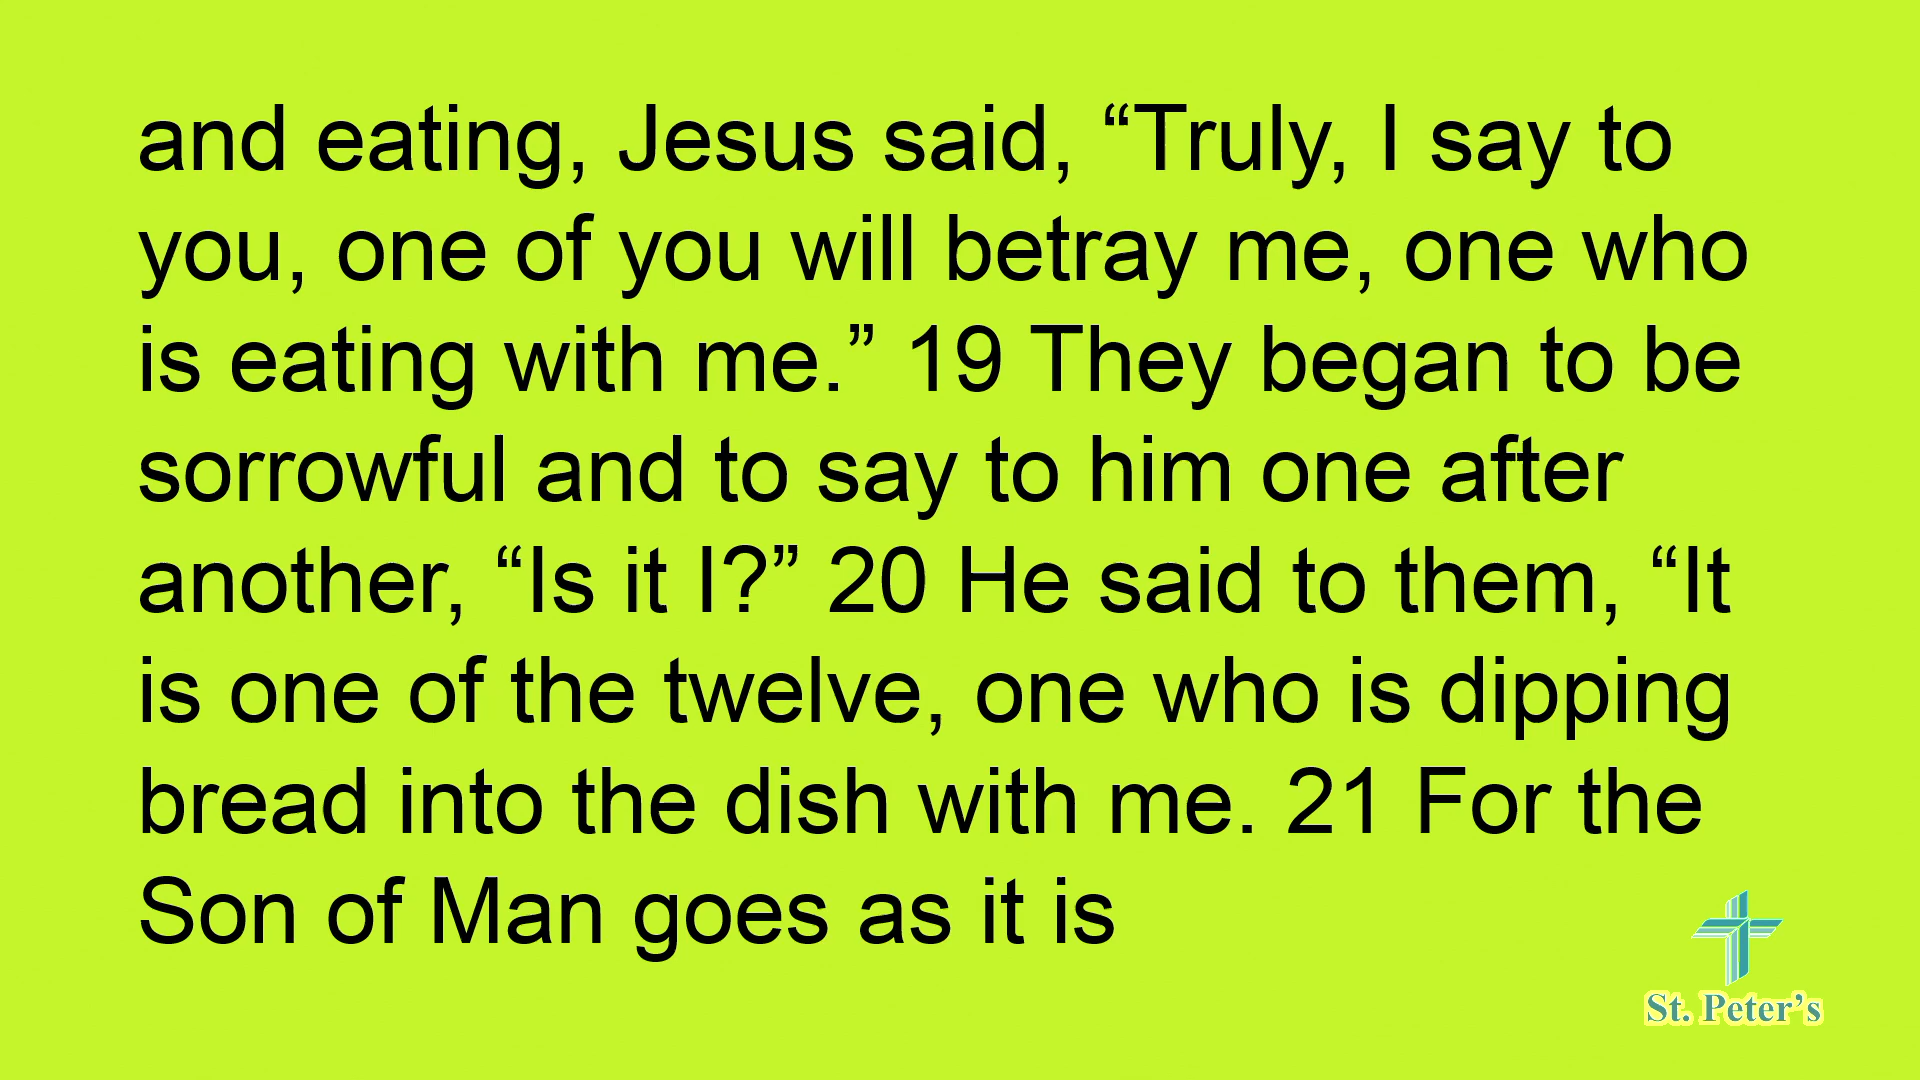 and eating, Jesus said, “Truly, I say to
you, one of you will betray me, one who
is eating with me.” 19 They began to be
sorrowful and to say to him one after
another, “Is it I?” 20 He said to them, “It
is one of the twelve, one who is dipping
bread into the dish with me. 21 For the
Son of Man goes as it is
St. Peter’s